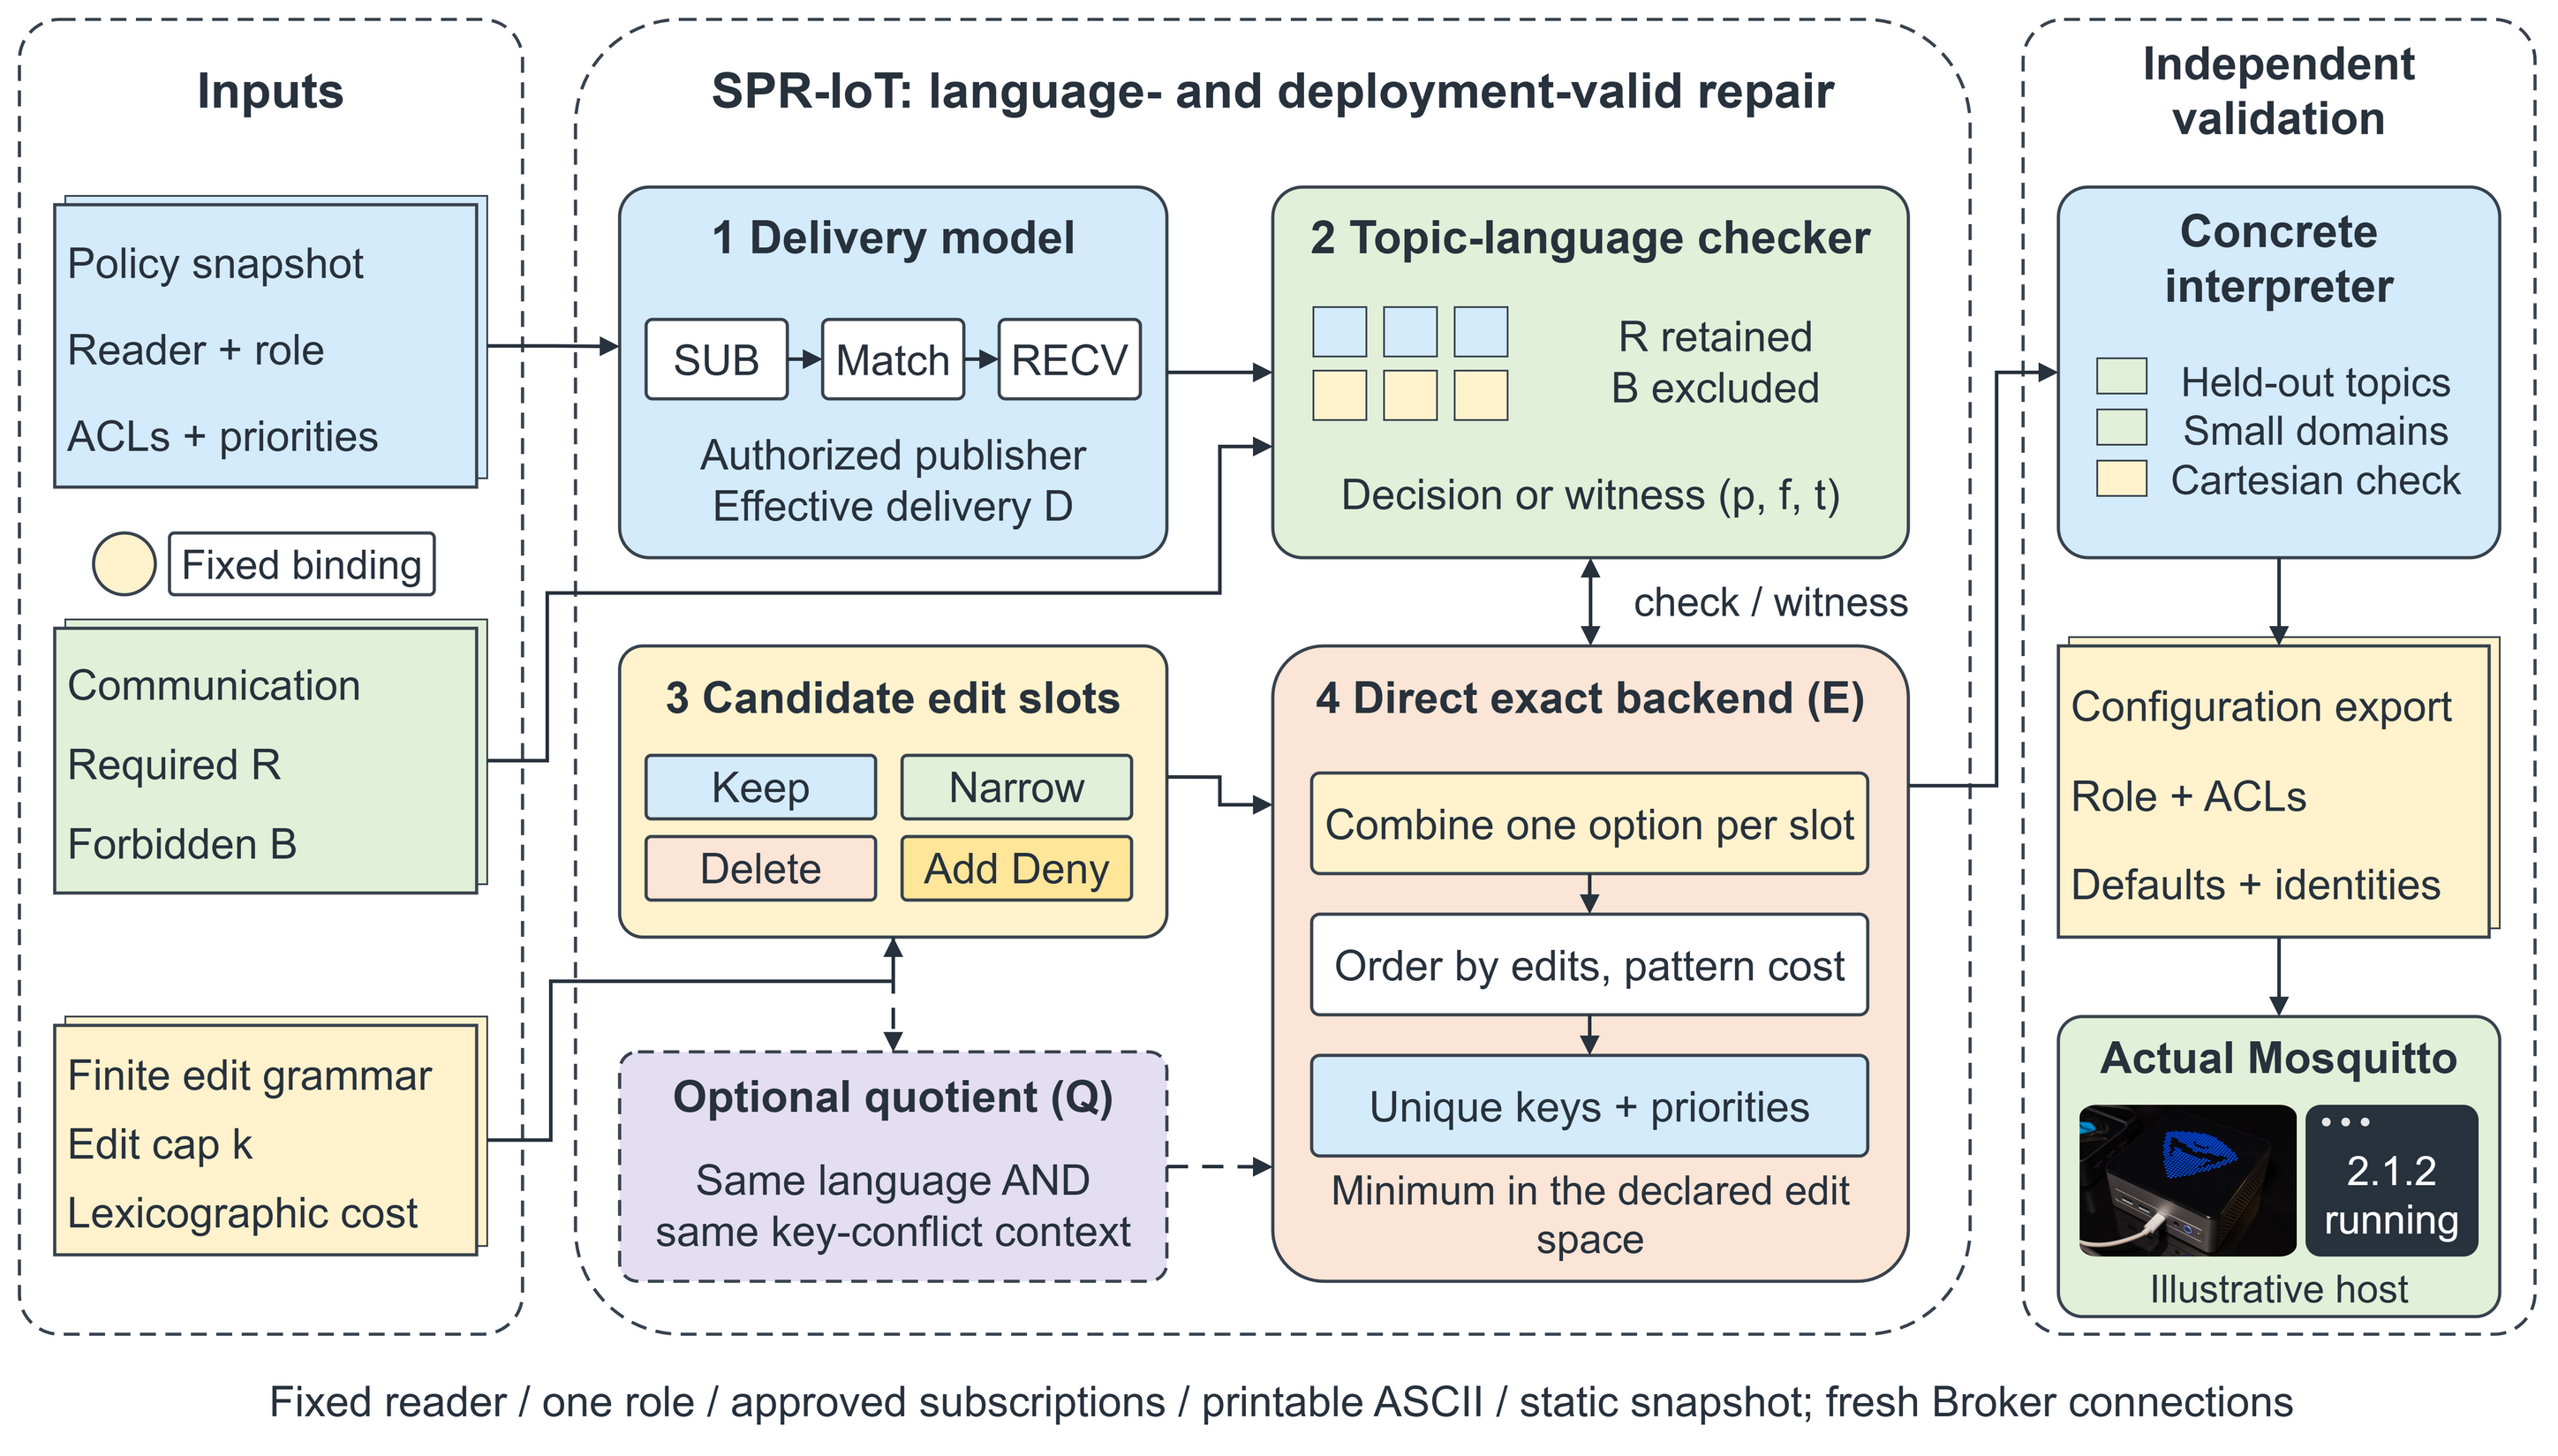 Inputs
Policy snapshot
Reader + role
ACLs + priorities
Fixed binding
Communication
Required R
Forbidden B
Finite edit grammar
Edit cap k
Lexicographic cost
SPR-IoT: language- and deployment-valid repair
1 Delivery model
SUB
Match
RECV
Authorized publisher
Effective delivery D
2 Topic-language checker
R retained
B excluded
Decision or witness (p, f, t)
check / witness
3 Candidate edit slots
Keep
Narrow
Delete
Add Deny
Optional quotient (Q)
Same language AND
same key-conflict context
4 Direct exact backend (E)
Combine one option per slot
Order by edits, pattern cost
Unique keys + priorities
Minimum in the declared edit
space
Independent
validation
Concrete
interpreter
Held-out topics
Small domains
Cartesian check
Configuration export
Role + ACLs
Defaults + identities
Actual Mosquitto
2.1.2
running
Illustrative host
Fixed reader / one role / approved subscriptions / printable ASCII / static snapshot; fresh Broker connections